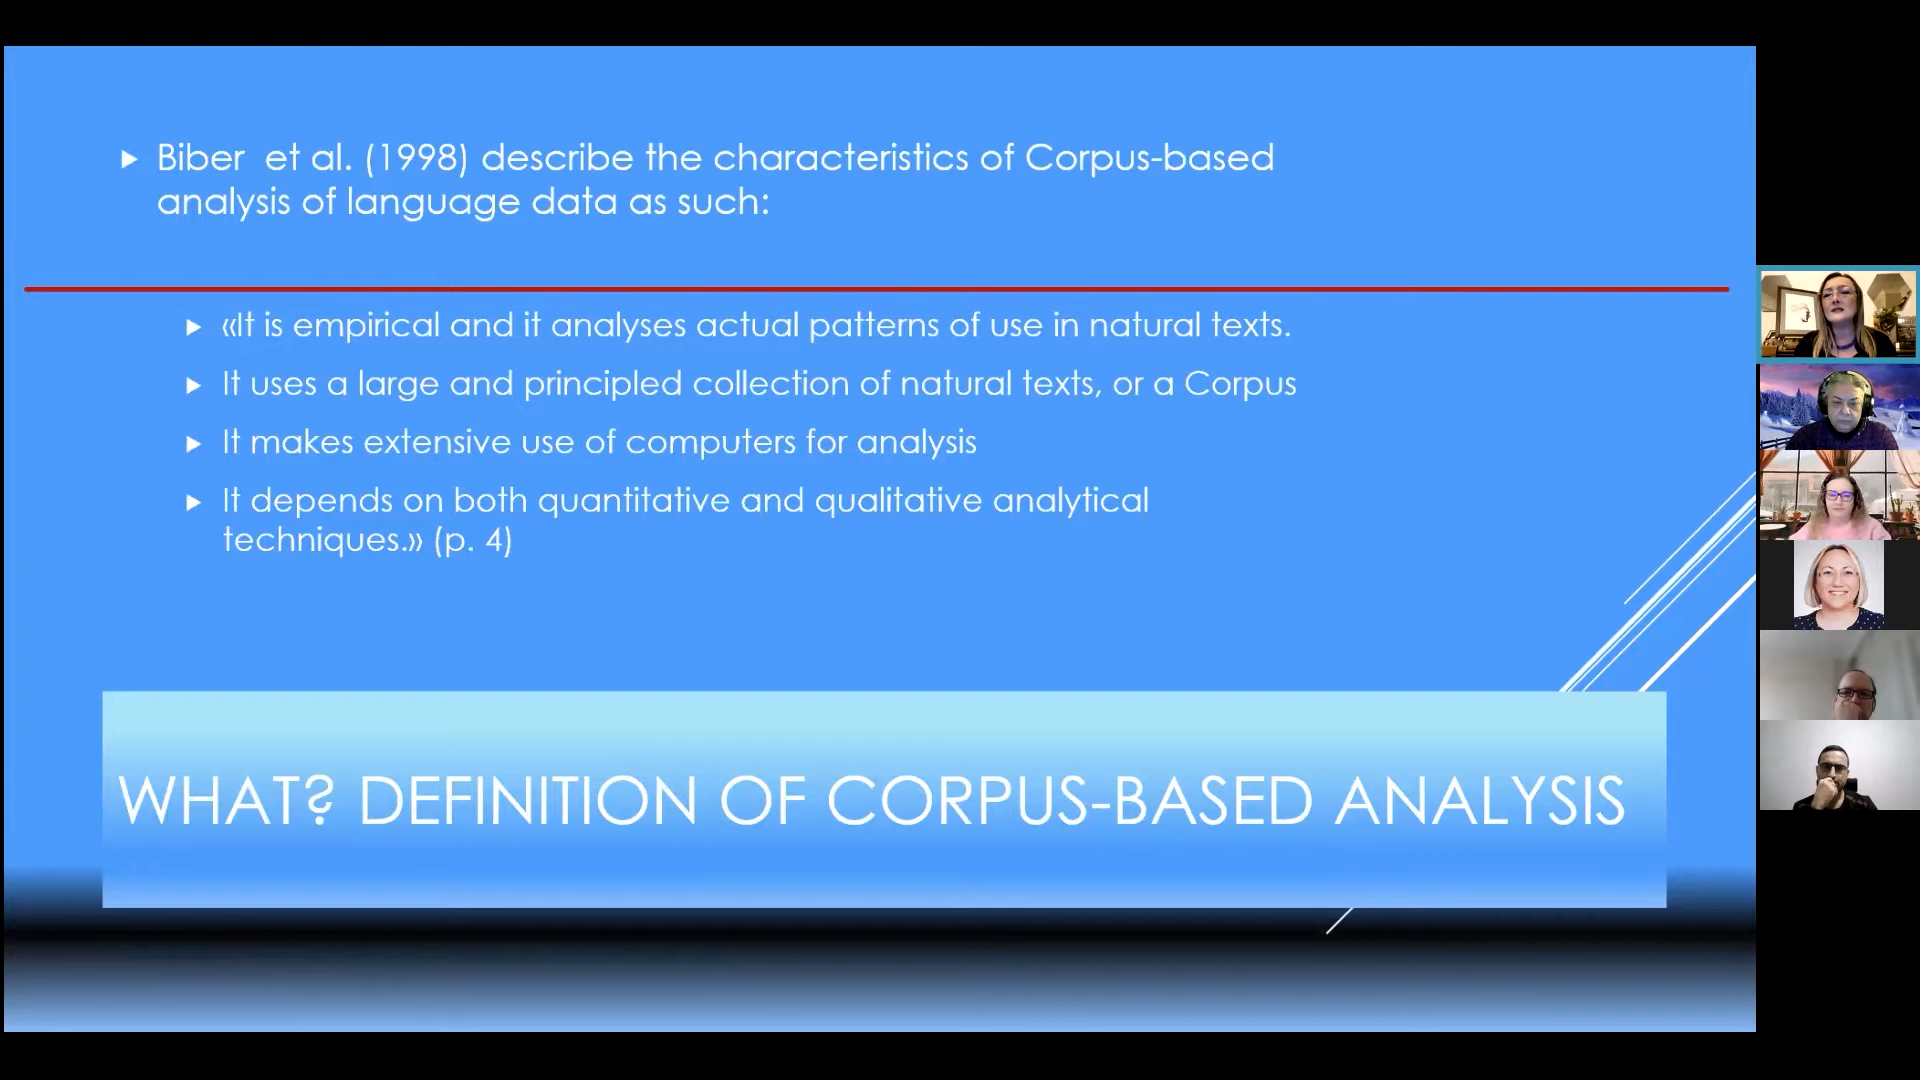 Biber et al. (1998) describe the characteristics of Corpus-based
analysis of language data as such:
«It is empirical and it analyses actual patterns of use in natural texts.
It uses a large and principled collection of natural texts, or a Corpus
It makes extensive use of computers for analysis
It depends on both quantitative and qualitative analytical
techniques.» (p. 4)
WHAT? DEFINITION OF CORPUS-BASED ANALYSIS